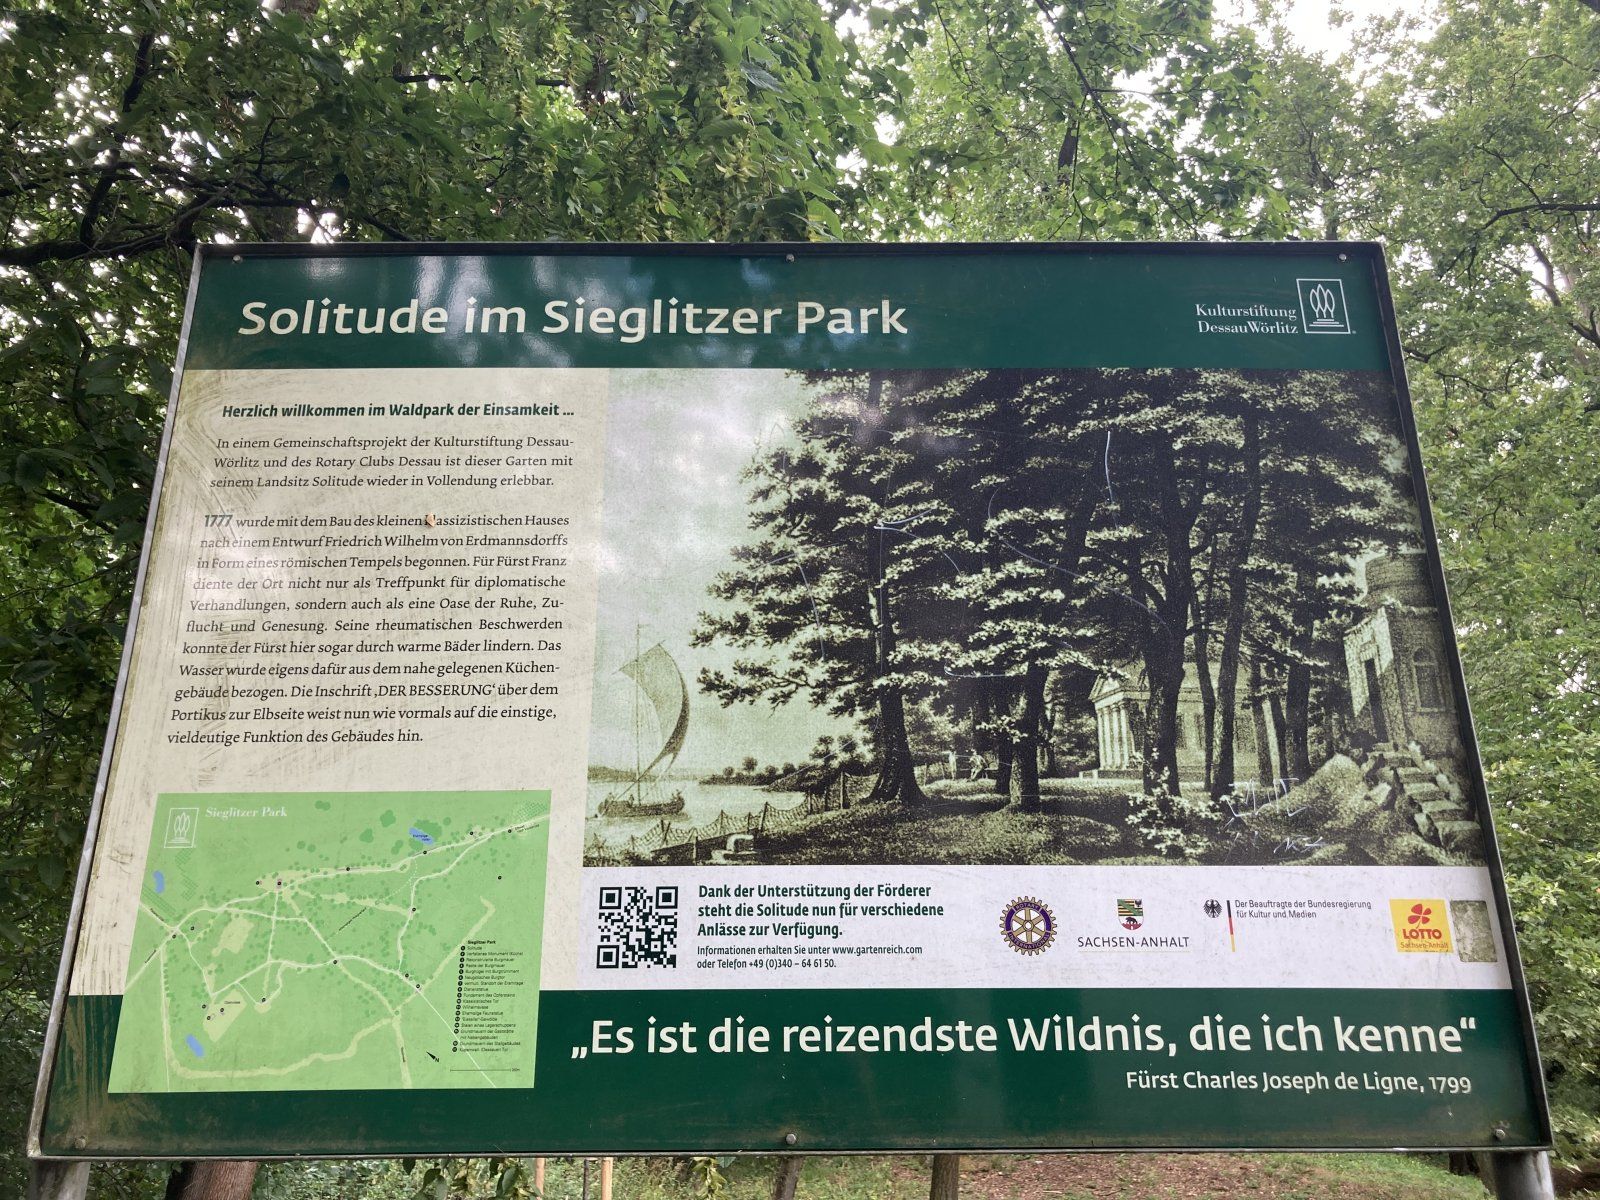 Solitude im Sieglitzer Park
Kulturstiftung
DessauWörlitz
Herzlich willkommen im Waldpark der Einsamkeit ...
In einem Gemeinschaftsprojekt der Kulturstiftung Dessau-
Wörlitz und des Rotary Clubs Dessau ist dieser Garten mit
seinem Landsitz Solitude wieder in Vollendung erlebbar.
1777 wurde mit dem Bau des kleinen klassizistischen Hauses
nach einem Entwurf Friedrich Wilhelm von Erdmannsdorffs
in Form eines römischen Tempels begonnen. Für Fürst Franz
diente der Ort nicht nur als Treffpunkt für diplomatische
Verhandlungen, sondern auch als eine Oase der Ruhe, Zu-
flucht und Genesung. Seine rheumatischen Beschwerden
konnte der Fürst hier sogar durch warme Bäder lindern. Das
Wasser wurde eigens dafür aus dem nahe gelegenen Küchen-
gebäude bezogen. Die Inschrift ‚DER BESSERUNG‘ über dem
Portikus zur Elbseite weist nun wie vormals auf die einstige,
vieldeutige Funktion des Gebäudes hin.
Sieglitzer Park
Sieglitzer Park
Solitude
Dank der Unterstützung der Förderer
steht die Solitude nun für verschiedene
Anlässe zur Verfügung.
Informationen erhalten Sie unter www.gartenreich.com
oder Telefon +49 (0)340 – 64 61 50.
ROTARY
INTERNATIONAL
SACHSEN-ANHALT
Der Beauftragte der Bundesregierung
für Kultur und Medien
LOTTO
Sachsen-Anhalt
„Es ist die reizendste Wildnis, die ich kenne“
Fürst Charles Joseph de Ligne, 1799